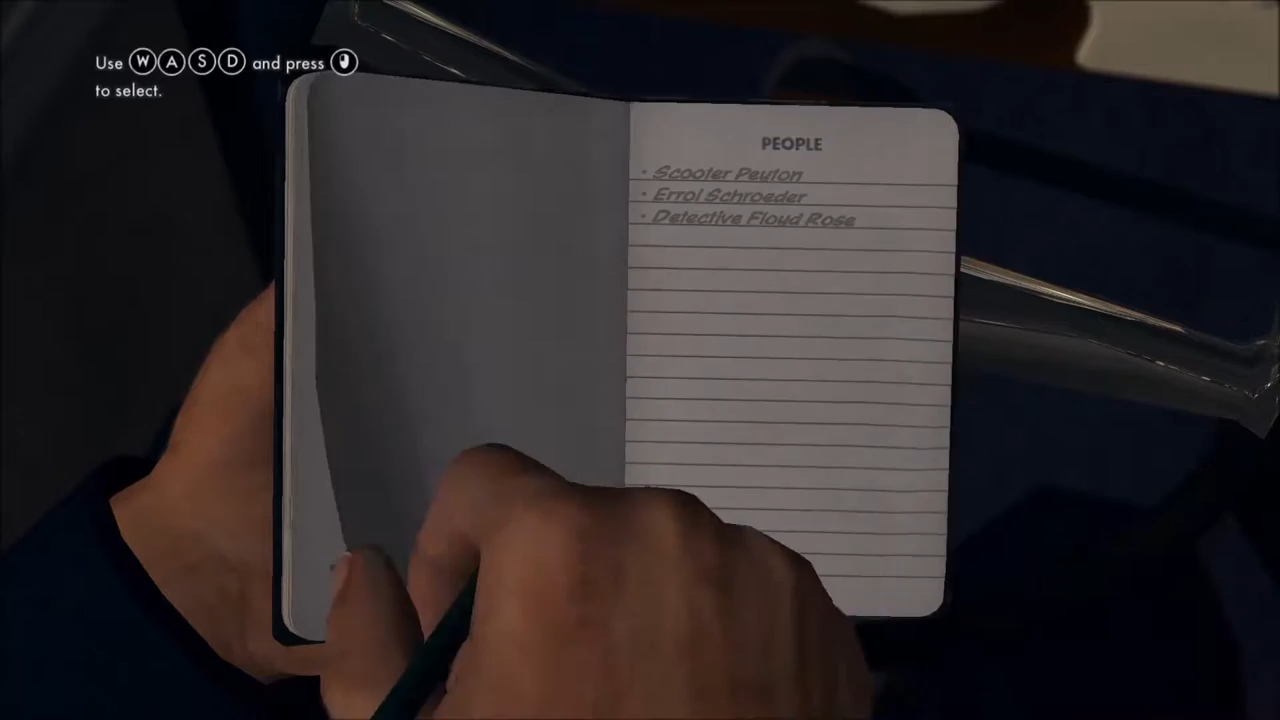 Use W A S D and press
to select.
PEOPLE
· Scooter Peyton
· Errol Schroeder
· Detective Floyd Rose